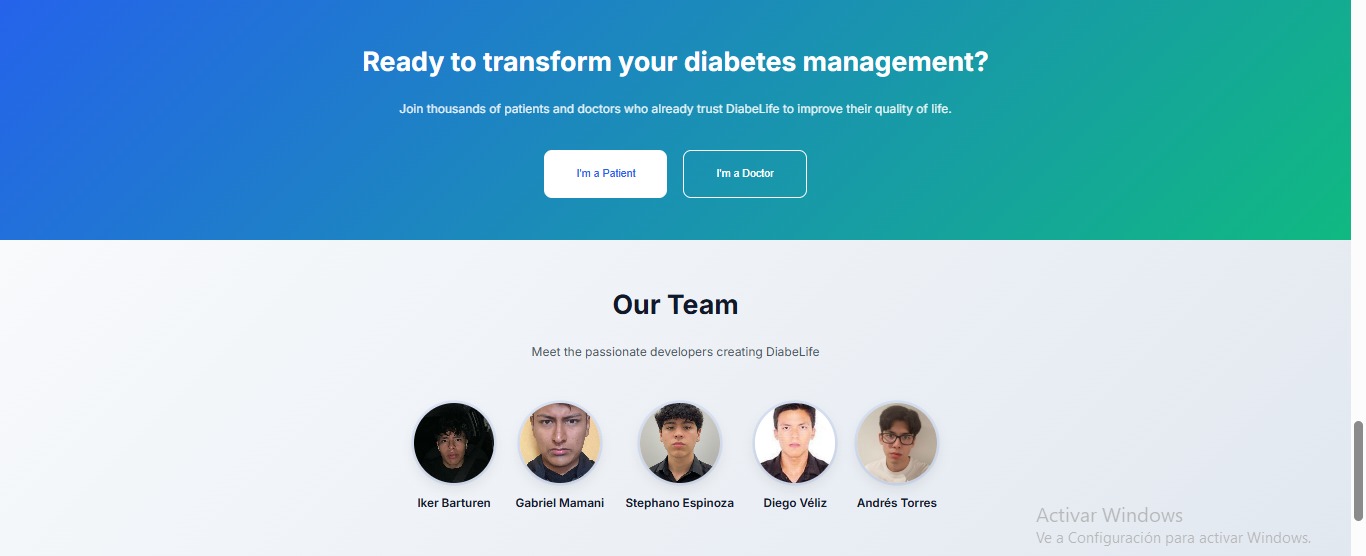 Ready to transform your diabetes management?
Join thousands of patients and doctors who already trust DiabeLife to improve their quality of life.
I'm a Patient
I'm a Doctor
Our Team
Meet the passionate developers creating DiabeLife
Iker Barturen
Gabriel Mamani
Stephano Espinoza
Diego Véliz
Andrés Torres
Activar Windows
Ve a Configuración para activar Windows.